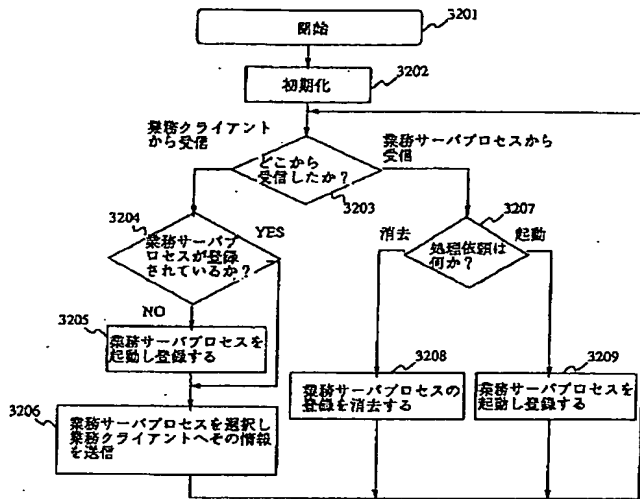 3201
開始
3202
初期化
業務クライアント
から受信
業務サーバプロセスから
受信
どこから
受信したか？
3203
3204
業務サーバプ
ロセスが登録
されているか？
YES
NO
3207
消去
処理依頼は
何か？
起動
3205
業務サーバプロセスを
起動し登録する
3208
業務サーバプロセスの
登録を消去する
3209
業務サーバプロセスを
起動し登録する
3206
業務サーバプロセスを選択し
業務クライアントへその情報
を送信